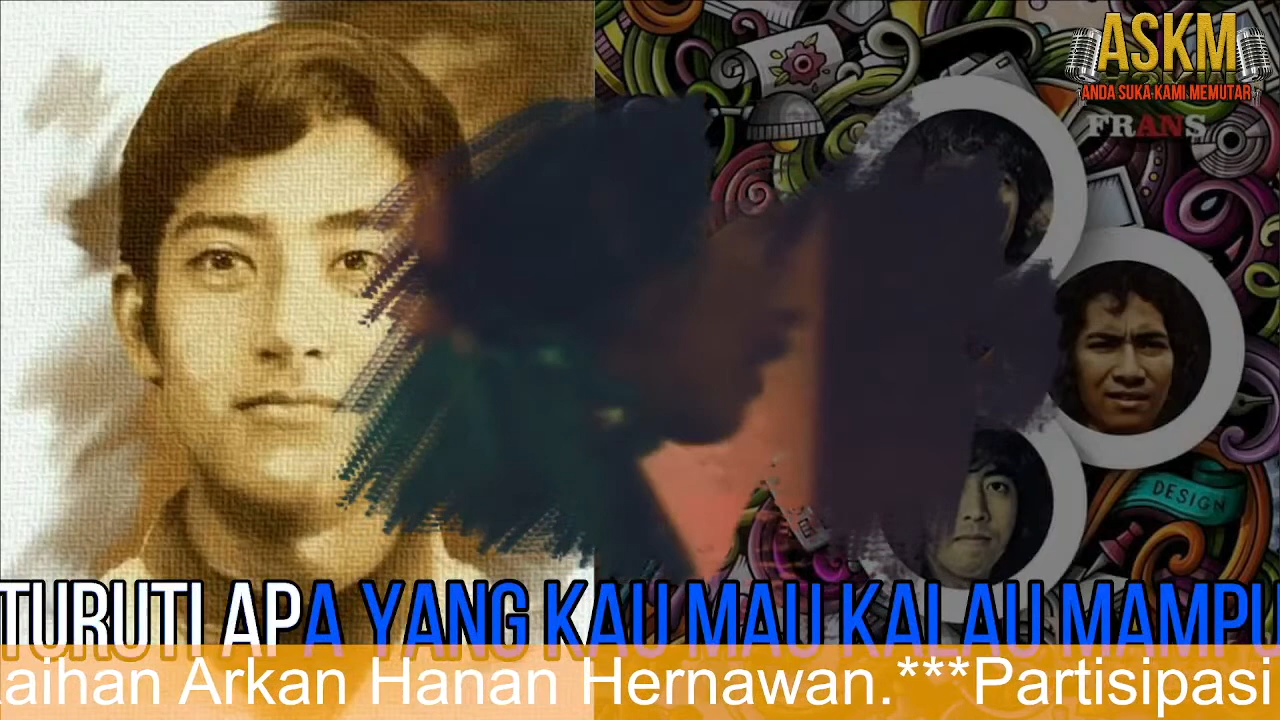 ASKM
ANDA SUKA KAMI MEMUTAR
FRANS
DESIGN
TURUTI APA YANG KAU MAU KALAU MAMPU
aihan Arkan Hanan Hernawan.***Partisipasi